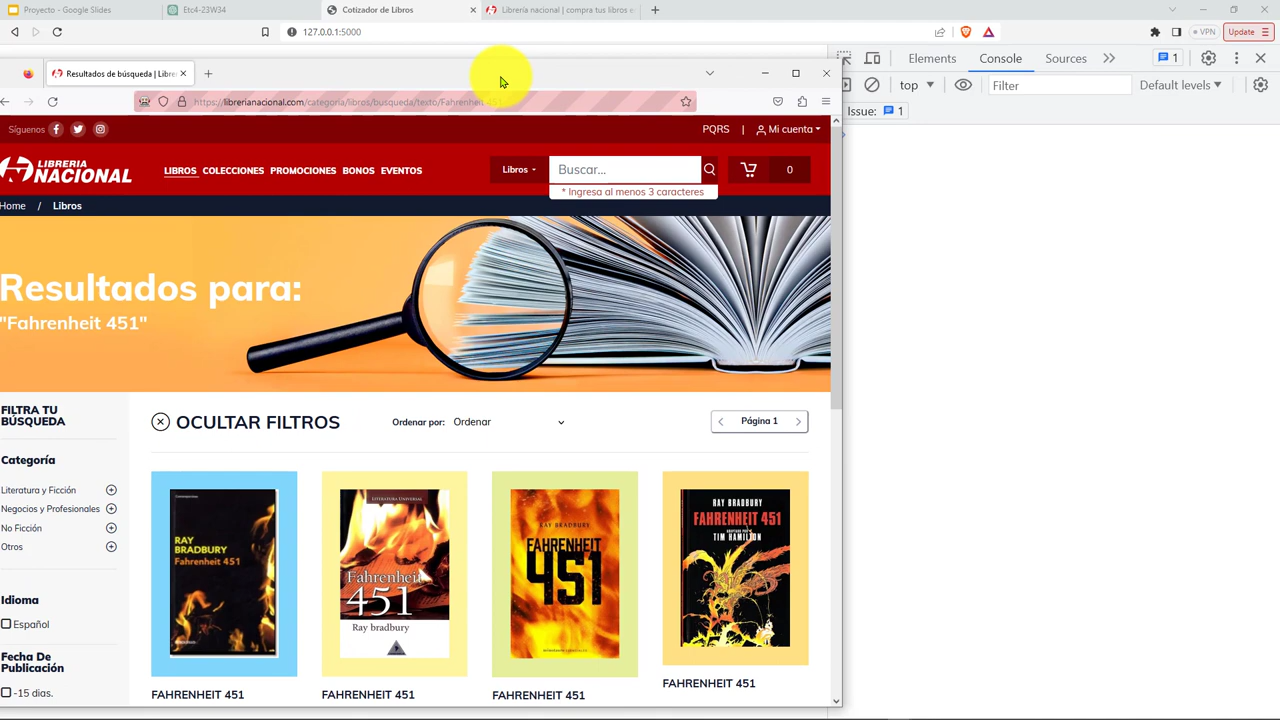 Proyecto - Google Slides
Etc4-23W34
Cotizador de Libros
Librería nacional | compra tus libros e
127.0.0.1:5000
VPN
Update
Elements
Console
Sources
1
top
Filter
Default levels
Issue:
1
Resultados de búsqueda | Libre
https://librerianacional.com/categoria/libros/busqueda/texto/Fahrenheit 451
Síguenos
PQRS
|
Mi cuenta
LIBRERIA
NACIONAL
LIBROS
COLECCIONES
PROMOCIONES
BONOS
EVENTOS
Libros
Buscar...
0
* Ingresa al menos 3 caracteres
Home / Libros
Resultados para:
"Fahrenheit 451"
FILTRA TU
BÚSQUEDA
OCULTAR FILTROS
Ordenar por: Ordenar
Página 1
Categoría
Literatura y Ficción
Negocios y Profesionales
No Ficción
Otros
Idioma
Español
Fecha De
Publicación
-15 dias.
RAY
BRADBURY
Fahrenheit 451
LITERATURA UNIVERSAL
Fahrenheit
451
Ray bradbury
RAY BRADBURY
FAHRENHEIT
451
RAY BRADBURY
FAHRENHEIT 451
TIM HAMILTON
FAHRENHEIT 451
FAHRENHEIT 451
FAHRENHEIT 451
FAHRENHEIT 451